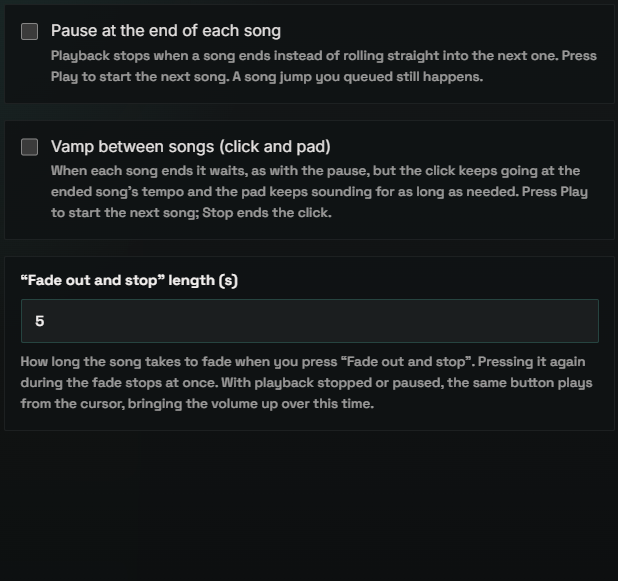 Pause at the end of each song
Playback stops when a song ends instead of rolling straight into the next one. Press
Play to start the next song. A song jump you queued still happens.
Vamp between songs (click and pad)
When each song ends it waits, as with the pause, but the click keeps going at the
ended song’s tempo and the pad keeps sounding for as long as needed. Press Play
to start the next song; Stop ends the click.
“Fade out and stop” length (s)
5
How long the song takes to fade when you press “Fade out and stop”. Pressing it again
during the fade stops at once. With playback stopped or paused, the same button plays
from the cursor, bringing the volume up over this time.